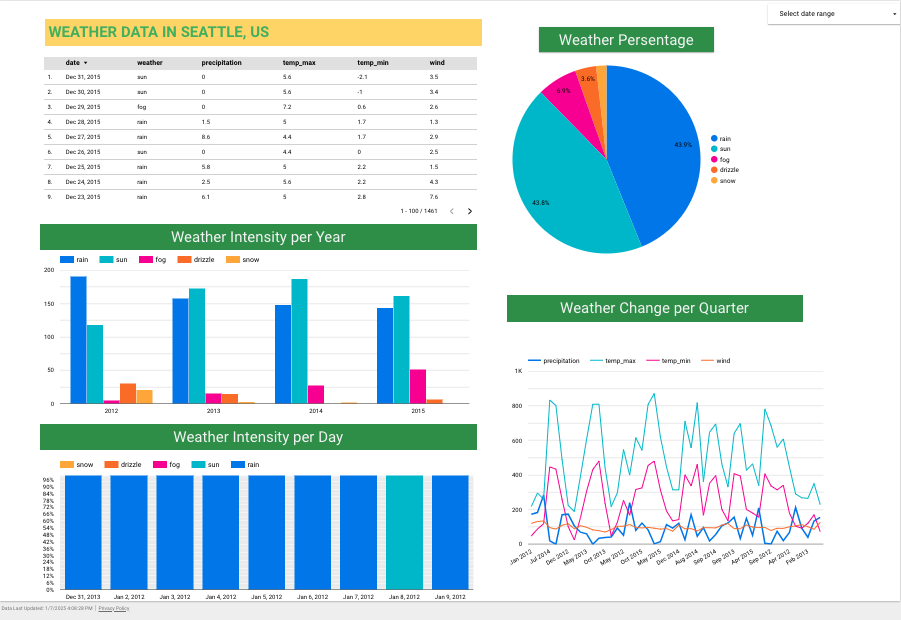 Select date range
WEATHER DATA IN SEATTLE, US
date weather precipitation temp_max temp_min wind
1. Dec 31, 2015 sun 0 5.6 -2.1 3.5
2. Dec 30, 2015 sun 0 5.6 -1 3.4
3. Dec 29, 2015 fog 0 7.2 0.6 2.6
4. Dec 28, 2015 rain 1.5 5 1.7 1.3
5. Dec 27, 2015 rain 8.6 4.4 1.7 2.9
6. Dec 26, 2015 sun 0 4.4 0 2.5
7. Dec 25, 2015 rain 5.8 5 2.2 1.5
8. Dec 24, 2015 rain 2.5 5.6 2.2 4.3
9. Dec 23, 2015 rain 6.1 5 2.8 7.6
1 - 100 / 1461
Weather Persentage
3.6%
6.9%
43.9%
43.8%
rain
sun
fog
drizzle
snow
Weather Intensity per Year
rain sun fog drizzle snow
200
150
100
50
0
2012 2013 2014 2015
Weather Intensity per Day
snow drizzle fog sun rain
96%
90%
84%
78%
72%
66%
60%
54%
48%
42%
36%
30%
24%
18%
12%
6%
0%
Dec 31, 2013 Jan 2, 2012 Jan 3, 2012 Jan 4, 2012 Jan 5, 2012 Jan 6, 2012 Jan 7, 2012 Jan 8, 2012 Jan 9, 2012
Weather Change per Quarter
precipitation temp_max temp_min wind
1K
800
600
400
200
0
Jan 2012 Jul 2014 Dec 2012 May 2013 Oct 2013 May 2012 Oct 2015 May 2015 Dec 2014 Aug 2014 Sep 2014 Sep 2013 Apr 2015 Sep 2012 Apr 2012 Feb 2013
Data Last Updated: 1/7/2025 4:08:28 PM | Privacy Policy